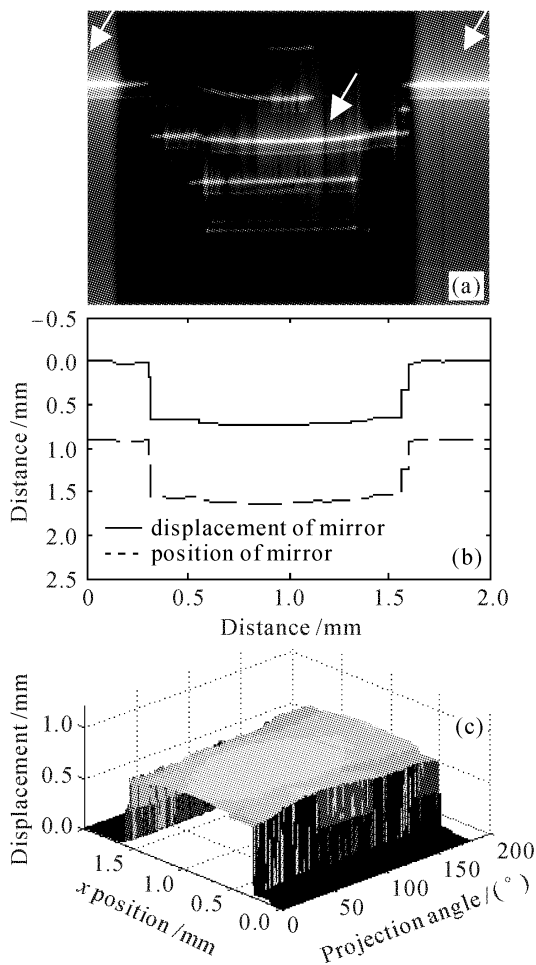 (a)
−0.5
0.0
0.5
1.0
1.5
2.0
2.5
Distance /mm
displacement of mirror
position of mirror
(b)
0
0.5
1.0
1.5
2.0
Distance /mm
(c)
Displacement /mm
1.0
0.5
0.0
1.5
1.0
0.5
0.0
x position /mm
0
50
100
150
200
Projection angle /(°)